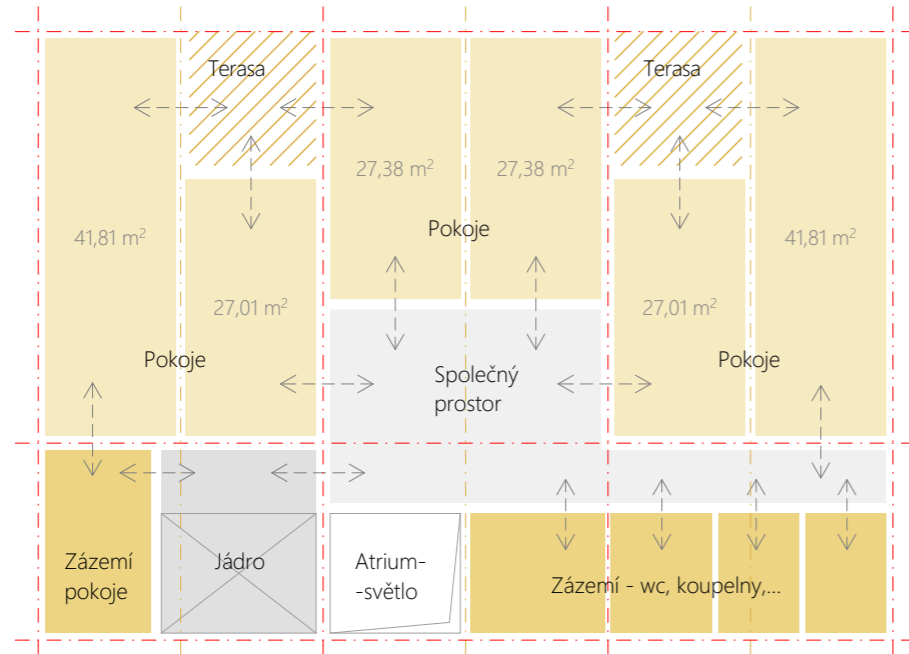 Terasa
Terasa
27,38 m²
27,38 m²
Pokoje
41,81 m²
41,81 m²
27,01 m²
27,01 m²
Pokoje
Společný
prostor
Pokoje
Zázemí
pokoje
Jádro
Atrium-
-světlo
Zázemí - wc, koupelny,...